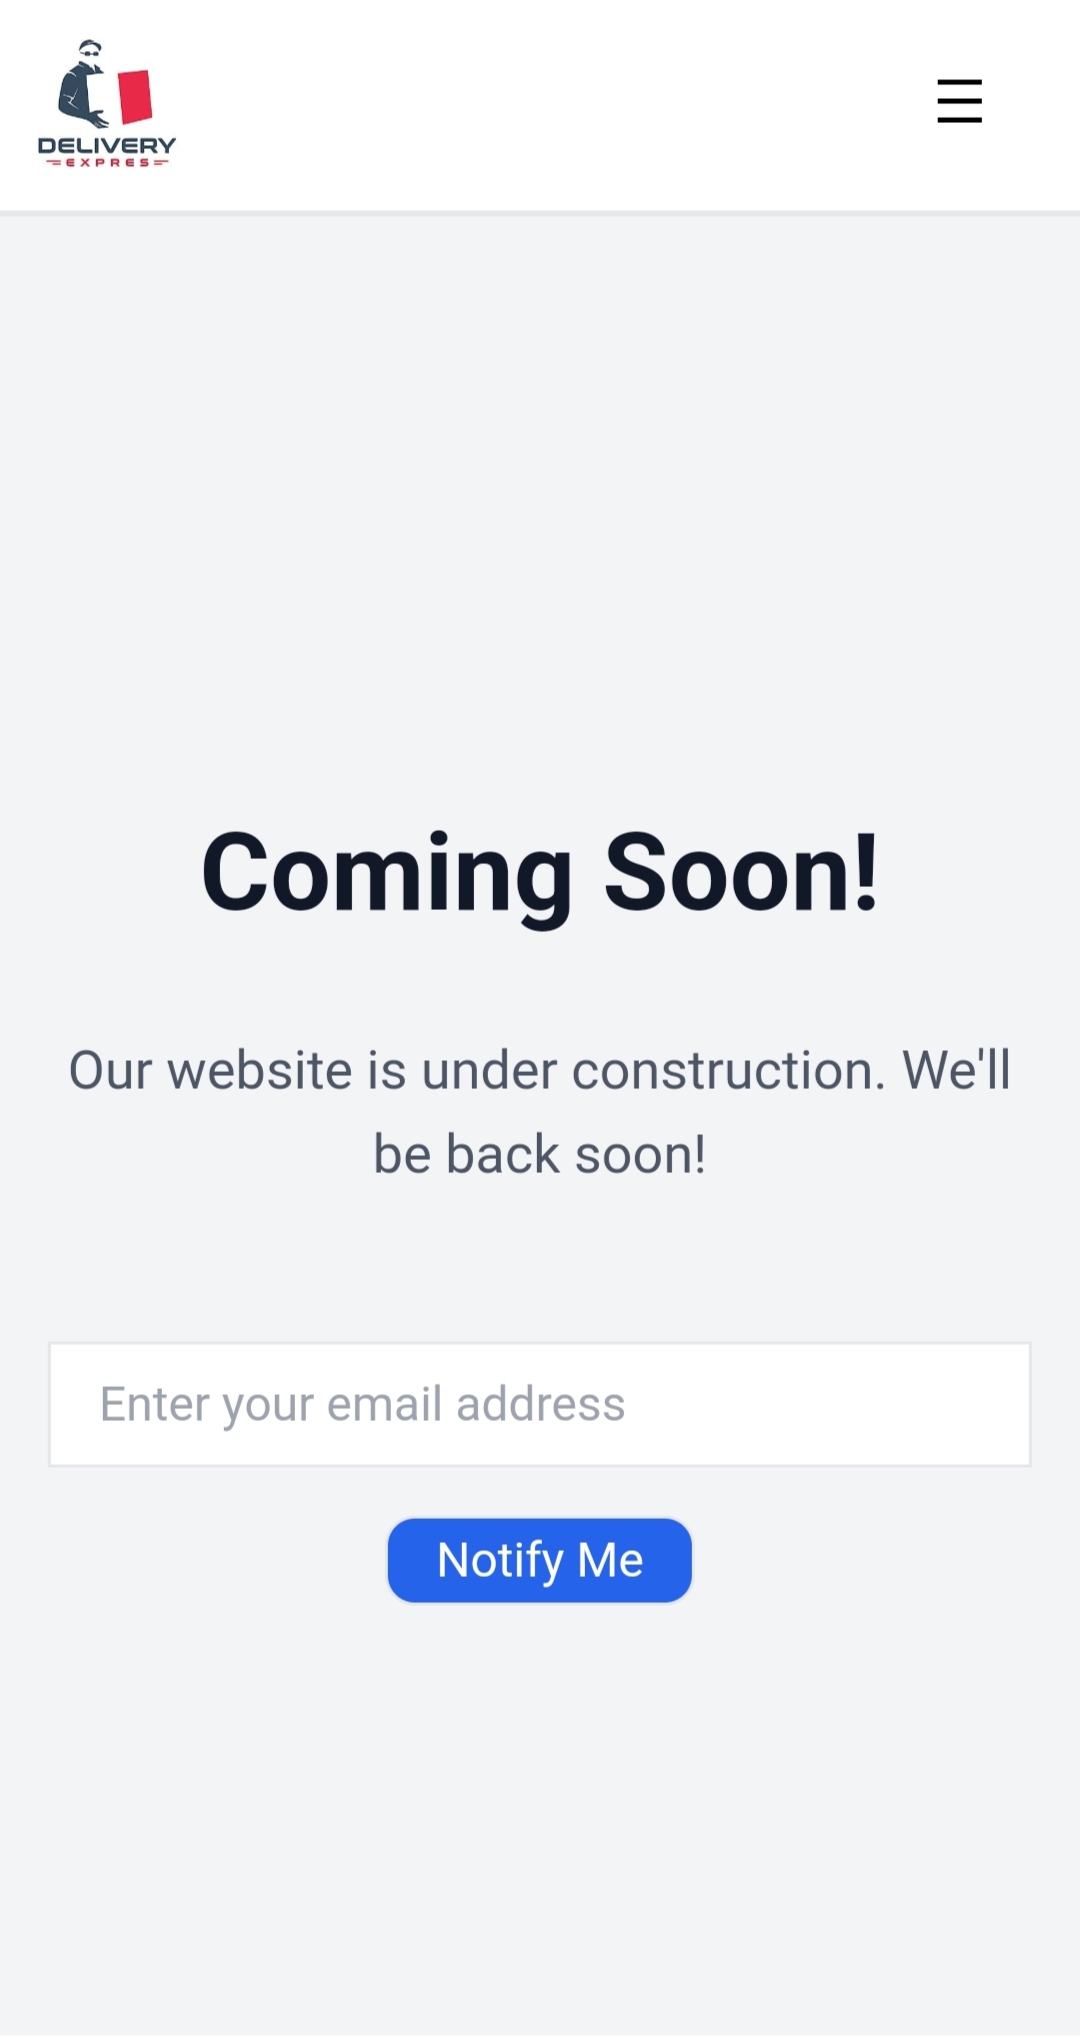 DELIVERY
EXPRES
Coming Soon!
Our website is under construction. We'll
be back soon!
Enter your email address
Notify Me